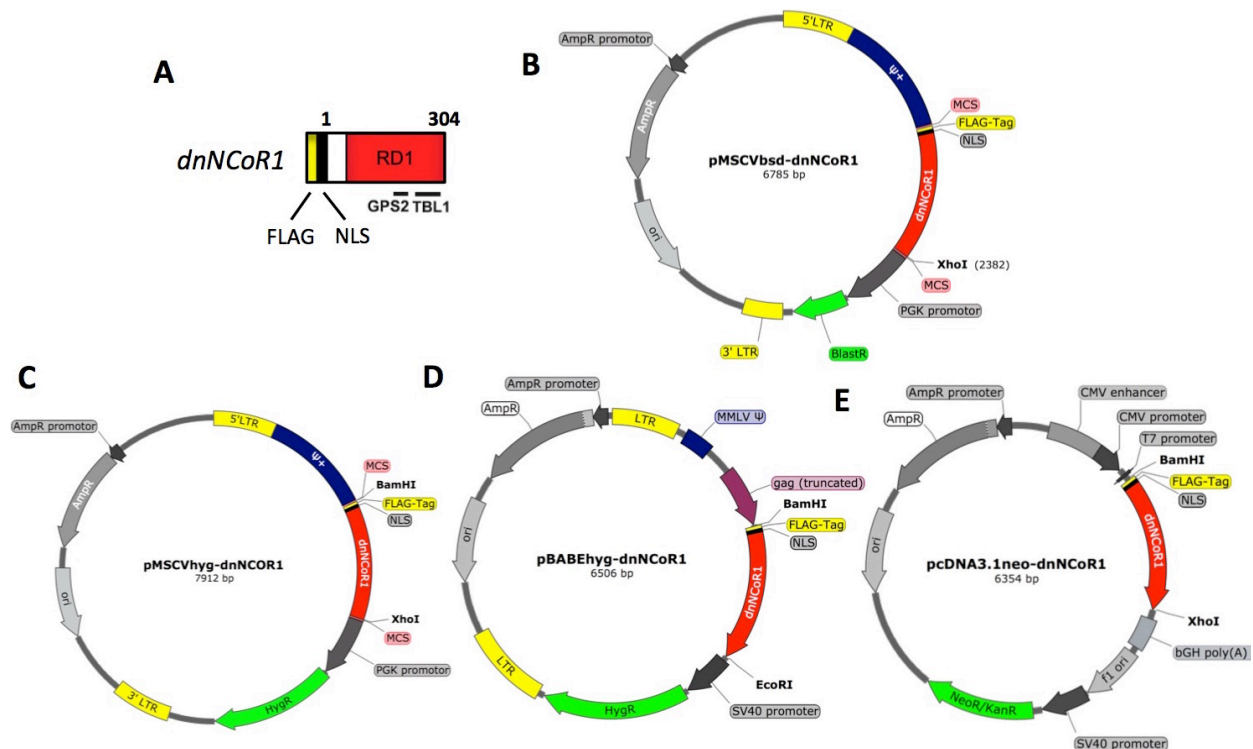 A
1 304
dnNCoR1
RD1
GPS2 TBL1
FLAG NLS
B
5'LTR
AmpR promotor
Ψ+
AmpR
MCS
FLAG-Tag
NLS
pMSCVbsd-dnNCoR1
6785 bp
dnNCoR1
ori
XhoI (2382)
MCS
PGK promotor
3' LTR
BlastR
C
5'LTR
AmpR promotor
Ψ+
AmpR
MCS
BamHI
FLAG-Tag
NLS
pMSCVhyg-dnNCOR1
7912 bp
dnNCoR1
ori
XhoI
MCS
PGK promotor
3' LTR
HygR
D
AmpR promoter
AmpR
LTR
MMLV Ψ
gag (truncated)
BamHI
FLAG-Tag
NLS
ori
pBABEhyg-dnNCoR1
6506 bp
dnNCoR1
LTR
EcoRI
HygR
SV40 promoter
E
AmpR promoter
CMV enhancer
AmpR
CMV promoter
T7 promoter
BamHI
FLAG-Tag
NLS
ori
dnNCoR1
pcDNA3.1neo-dnNCoR1
6354 bp
XhoI
bGH poly(A)
f1 ori
NeoR/KanR
SV40 promoter